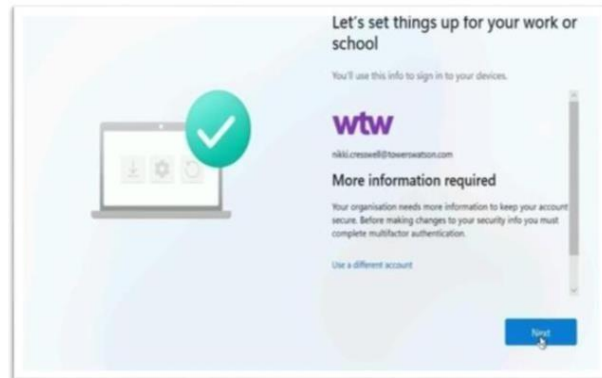 Let's set things up for your work or
school
You'll use this info to sign in to your devices.
wtw
nikki.cresswell@towerswatson.com
More information required
Your organisation needs more information to keep your account
secure. Before making changes to your security info you must
complete multifactor authentication.
Use a different account
Next